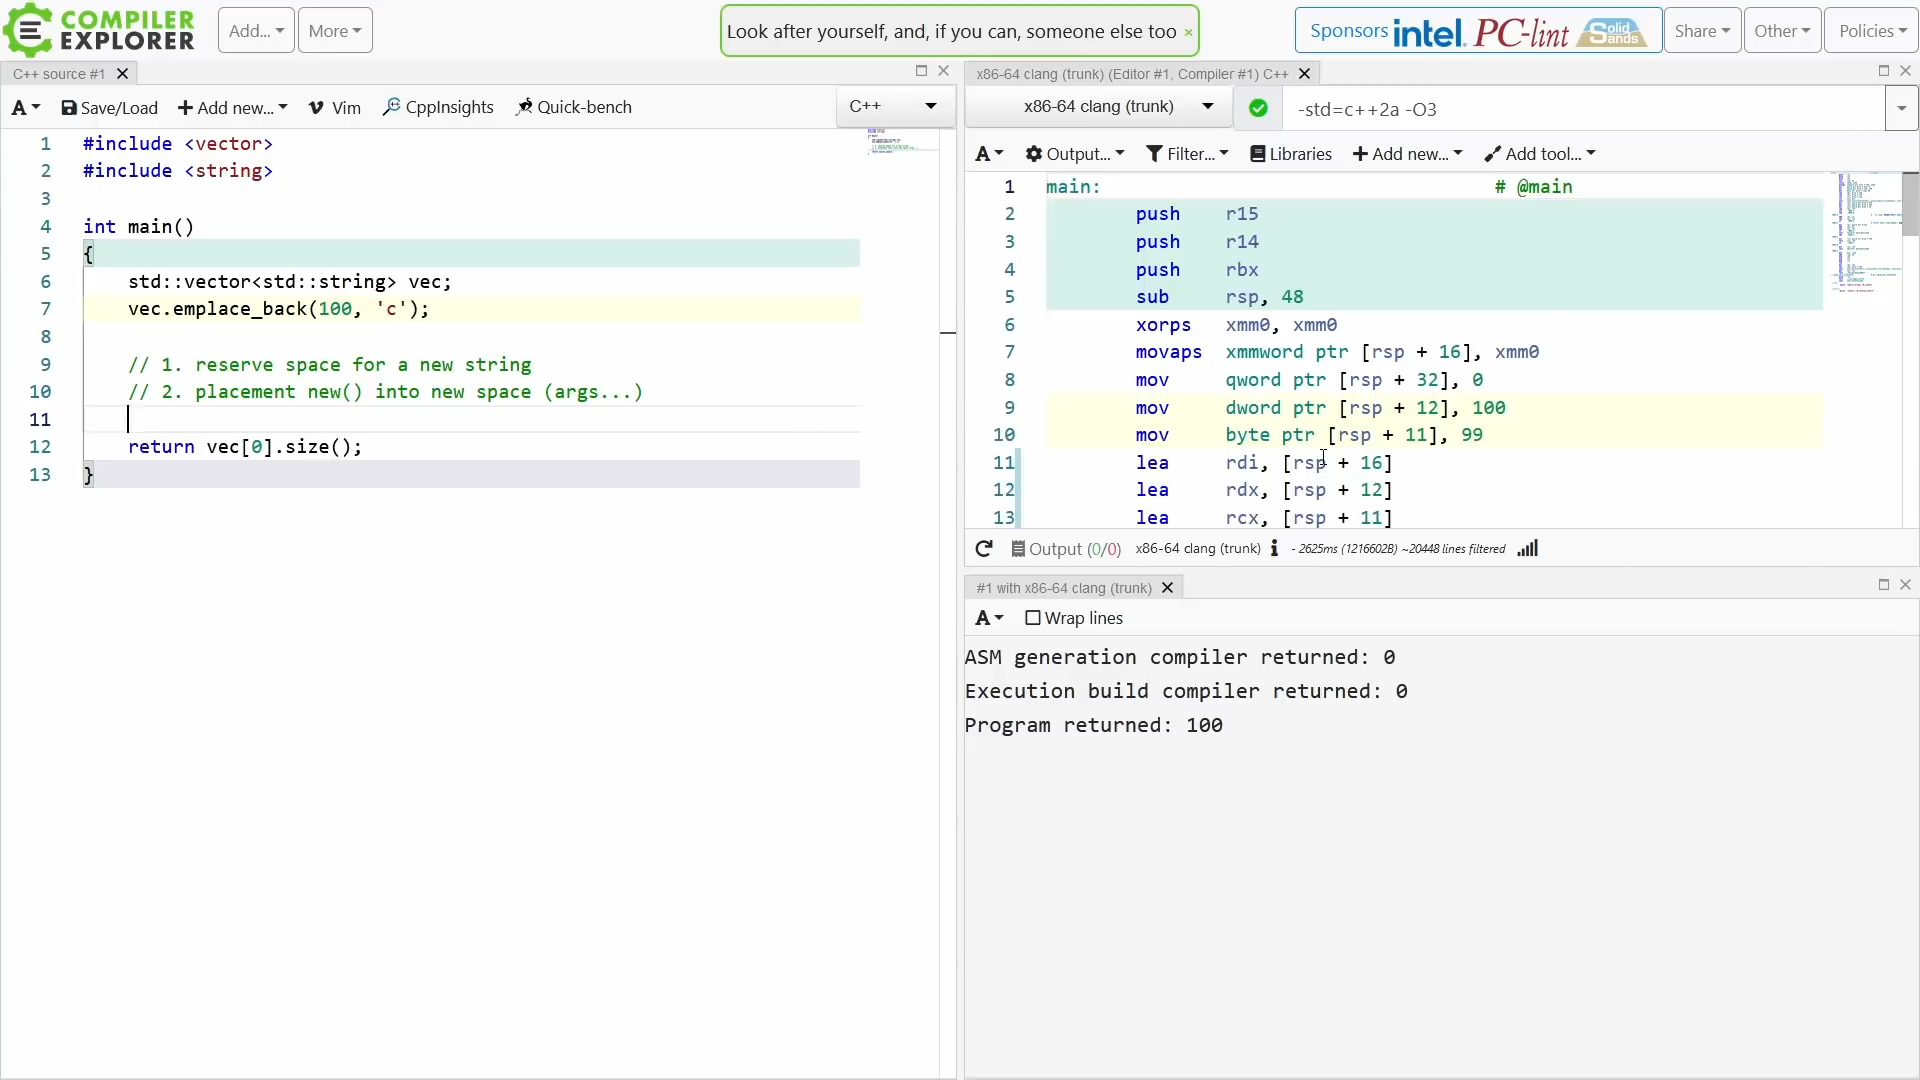 COMPILER
EXPLORER
Add...
More
Look after yourself, and, if you can, someone else too ×
Sponsors intel. PC-lint Solid Sands
Share
Other
Policies
C++ source #1
A
Save/Load
Add new...
Vim
CppInsights
Quick-bench
C++
1 #include <vector>
2 #include <string>
3
4 int main()
5 {
6 std::vector<std::string> vec;
7 vec.emplace_back(100, 'c');
8
9 // 1. reserve space for a new string
10 // 2. placement new() into new space (args...)
11
12 return vec[0].size();
13 }
x86-64 clang (trunk) (Editor #1, Compiler #1) C++
x86-64 clang (trunk)
-std=c++2a -O3
A
Output...
Filter...
Libraries
Add new...
Add tool...
1 main: # @main
2 push r15
3 push r14
4 push rbx
5 sub rsp, 48
6 xorps xmm0, xmm0
7 movaps xmmword ptr [rsp + 16], xmm0
8 mov qword ptr [rsp + 32], 0
9 mov dword ptr [rsp + 12], 100
10 mov byte ptr [rsp + 11], 99
11 lea rdi, [rsp + 16]
12 lea rdx, [rsp + 12]
13 lea rcx, [rsp + 11]
Output (0/0) x86-64 clang (trunk) i - 2625ms (1216602B) ~20448 lines filtered
#1 with x86-64 clang (trunk)
A
Wrap lines
ASM generation compiler returned: 0
Execution build compiler returned: 0
Program returned: 100